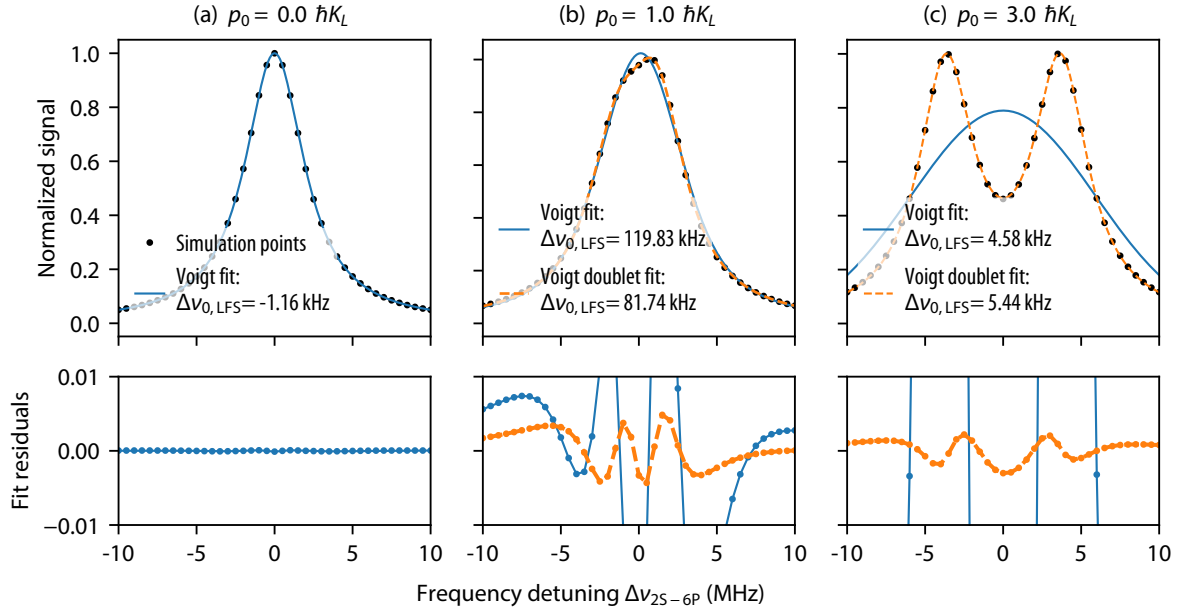 (a) p₀ = 0.0 ℏK_L
(b) p₀ = 1.0 ℏK_L
(c) p₀ = 3.0 ℏK_L
Normalized signal
1.0
0.8
0.6
0.4
0.2
0.0
Simulation points
Voigt fit:
Δν₀, LFS = -1.16 kHz
Voigt fit:
Δν₀, LFS = 119.83 kHz
Voigt doublet fit:
Δν₀, LFS = 81.74 kHz
Voigt fit:
Δν₀, LFS = 4.58 kHz
Voigt doublet fit:
Δν₀, LFS = 5.44 kHz
Fit residuals
0.01
0.00
−0.01
-10 -5 0 5 10
-10 -5 0 5 10
-10 -5 0 5 10
Frequency detuning Δν2S−6P (MHz)